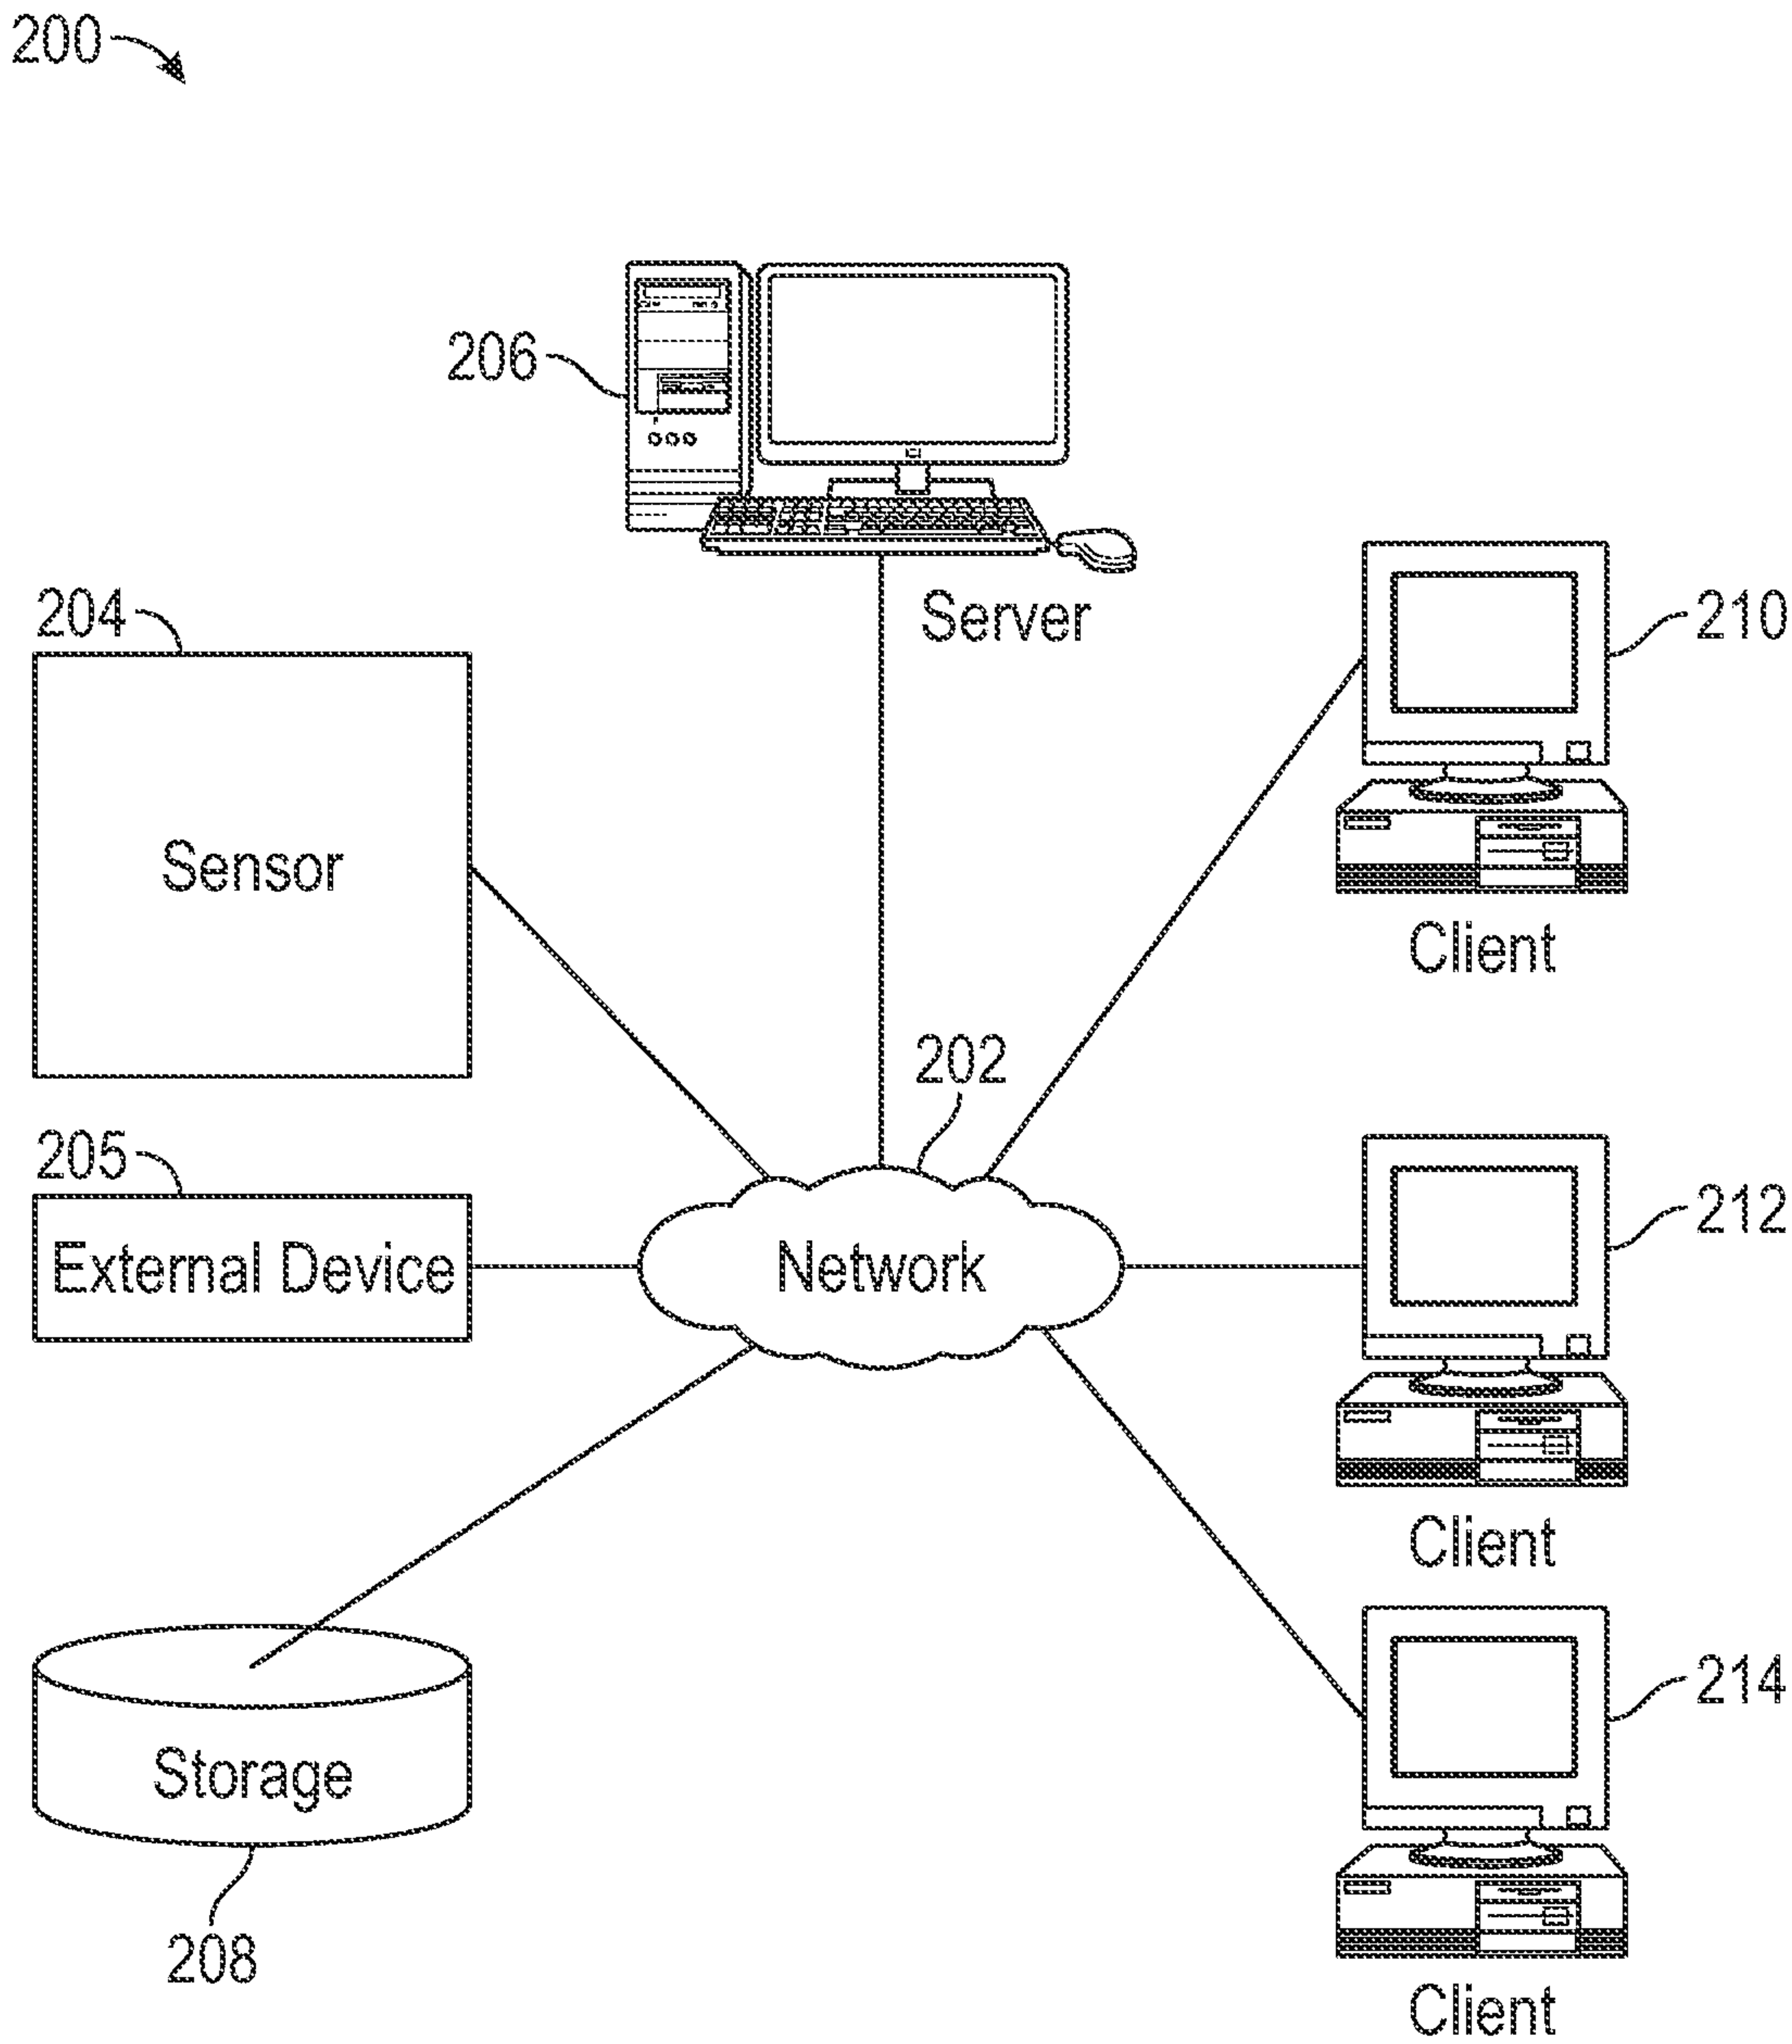 200
206
Server
204
210
Sensor
Client
202
205
212
External Device
Network
Client
214
Storage
208
Client